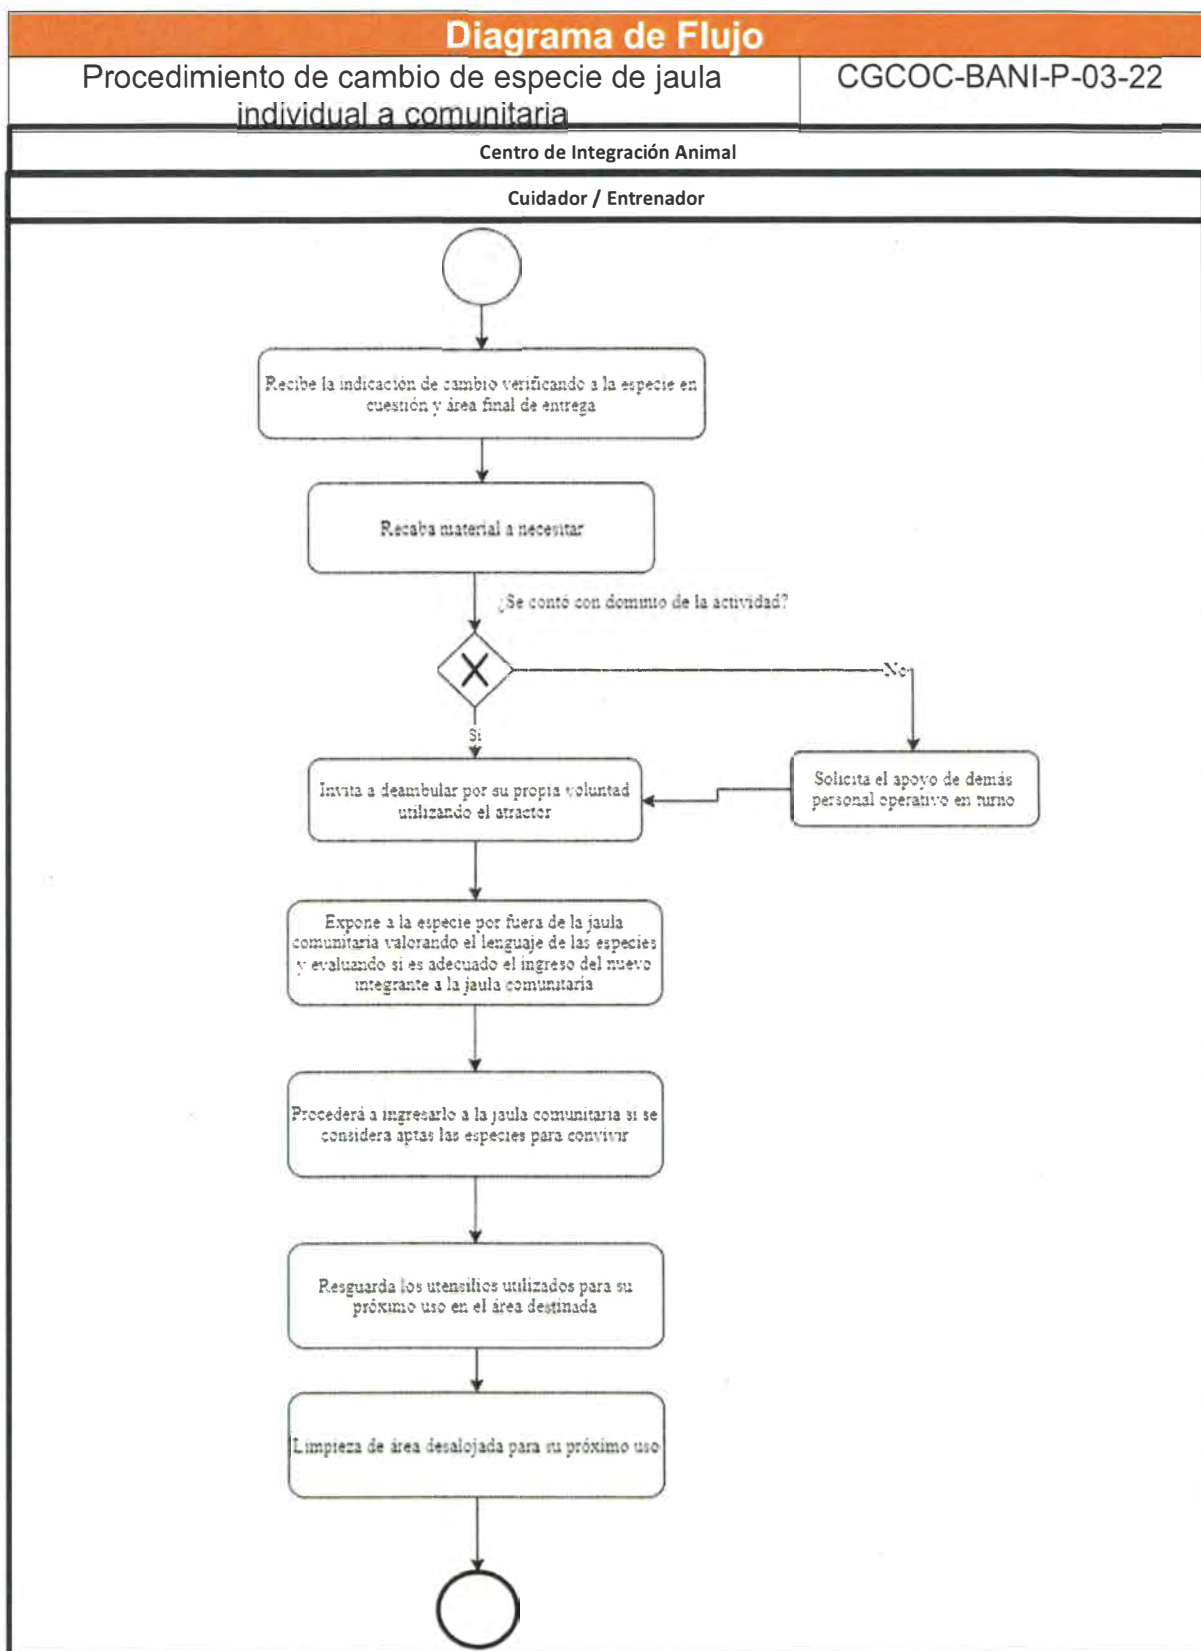 Diagrama de Flujo
Procedimiento de cambio de especie de jaula
individual a comunitaria
CGCOC-BANI-P-03-22
Centro de Integración Animal
Cuidador / Entrenador
Recibe la indicación de cambio verificando a la especie en
cuestión y área final de entrega
Recaba material a necesitar
¿Se contó con dominio de la actividad?
No
Si
Invita a deambular por su propia voluntad
utilizando el atractor
Solicita el apoyo de demás
personal operativo en turno
Expone a la especie por fuera de la jaula
comunitaria valorando el lenguaje de las especies
y evaluando si es adecuado el ingreso del nuevo
integrante a la jaula comunitaria
Procederá a ingresarlo a la jaula comunitaria si se
considera aptas las especies para convivir
Resguarda los utensilios utilizados para su
próximo uso en el área destinada
Limpieza de área desalojada para su próximo uso